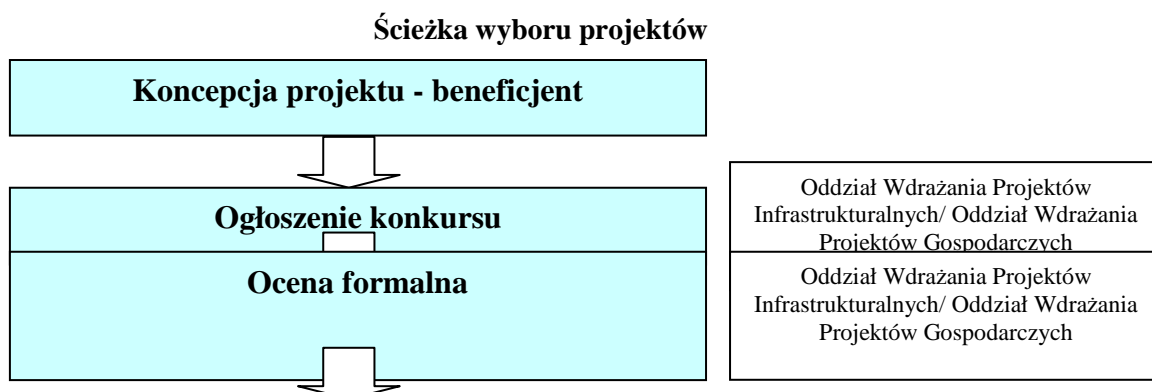 Ścieżka wyboru projektów
Koncepcja projektu - beneficjent
Ogłoszenie konkursu
Oddział Wdrażania Projektów
Infrastrukturalnych/ Oddział Wdrażania
Projektów Gospodarczych
Ocena formalna
Oddział Wdrażania Projektów
Infrastrukturalnych/ Oddział Wdrażania
Projektów Gospodarczych